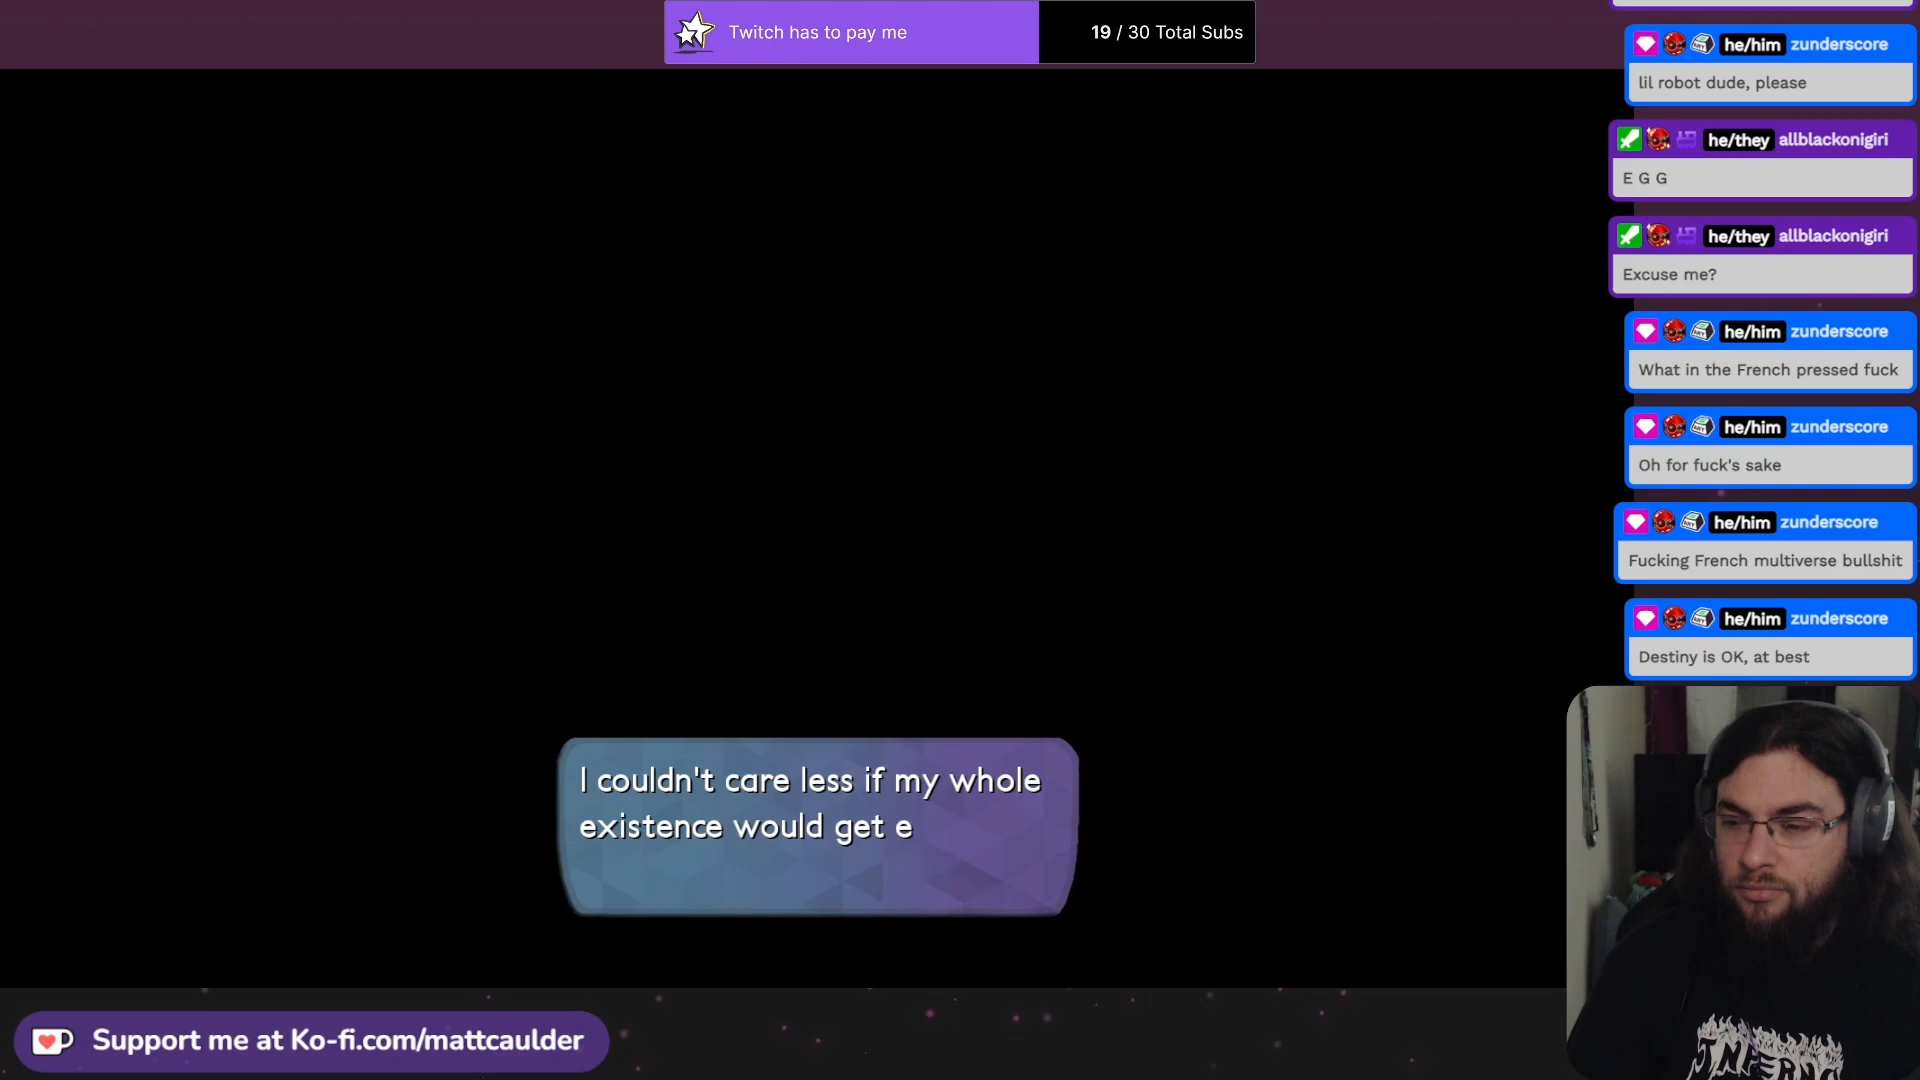 Twitch has to pay me
19 / 30 Total Subs
he/him zunderscore
lil robot dude, please
he/they allblackonigiri
E G G
he/they allblackonigiri
Excuse me?
he/him zunderscore
What in the French pressed fuck
he/him zunderscore
Oh for fuck's sake
he/him zunderscore
Fucking French multiverse bullshit
he/him zunderscore
Destiny is OK, at best
I couldn't care less if my whole
existence would get e
Support me at Ko-fi.com/mattcaulder